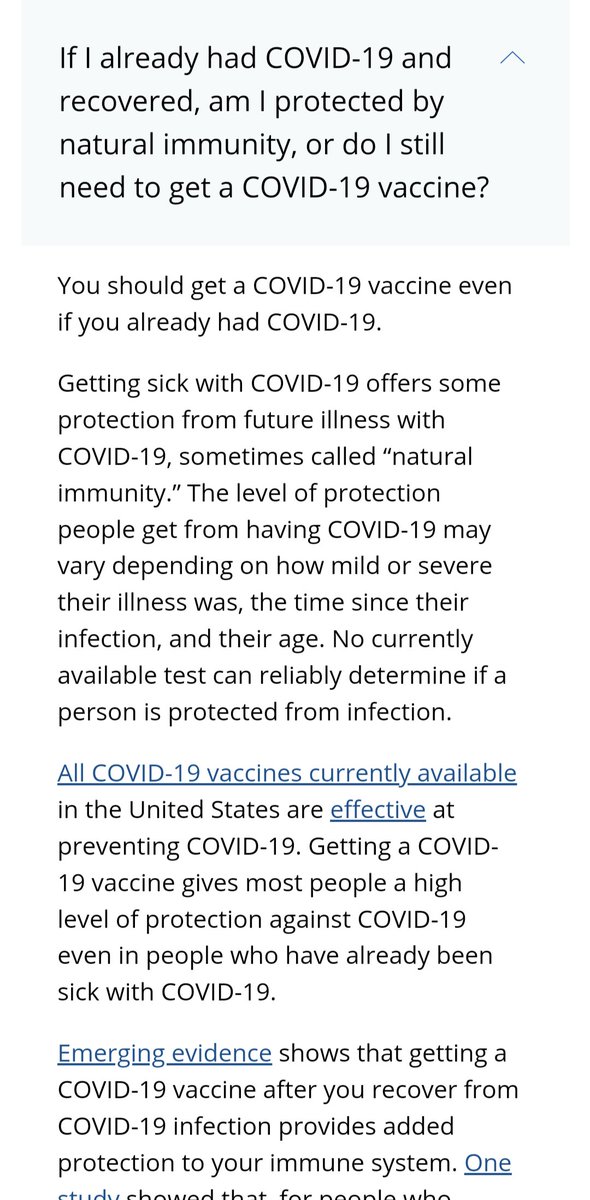 If I already had COVID-19 and
recovered, am I protected by
natural immunity, or do I still
need to get a COVID-19 vaccine?
You should get a COVID-19 vaccine even
if you already had COVID-19.
Getting sick with COVID-19 offers some
protection from future illness with
COVID-19, sometimes called “natural
immunity.” The level of protection
people get from having COVID-19 may
vary depending on how mild or severe
their illness was, the time since their
infection, and their age. No currently
available test can reliably determine if a
person is protected from infection.
All COVID-19 vaccines currently available
in the United States are effective at
preventing COVID-19. Getting a COVID-
19 vaccine gives most people a high
level of protection against COVID-19
even in people who have already been
sick with COVID-19.
Emerging evidence shows that getting a
COVID-19 vaccine after you recover from
COVID-19 infection provides added
protection to your immune system. One
study showed that, for people who